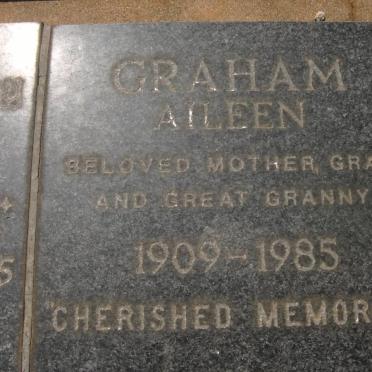 GRAHAM
AILEEN
BELOVED MOTHER, GRA
AND GREAT GRANNY
1909-1985
"CHERISHED MEMOR